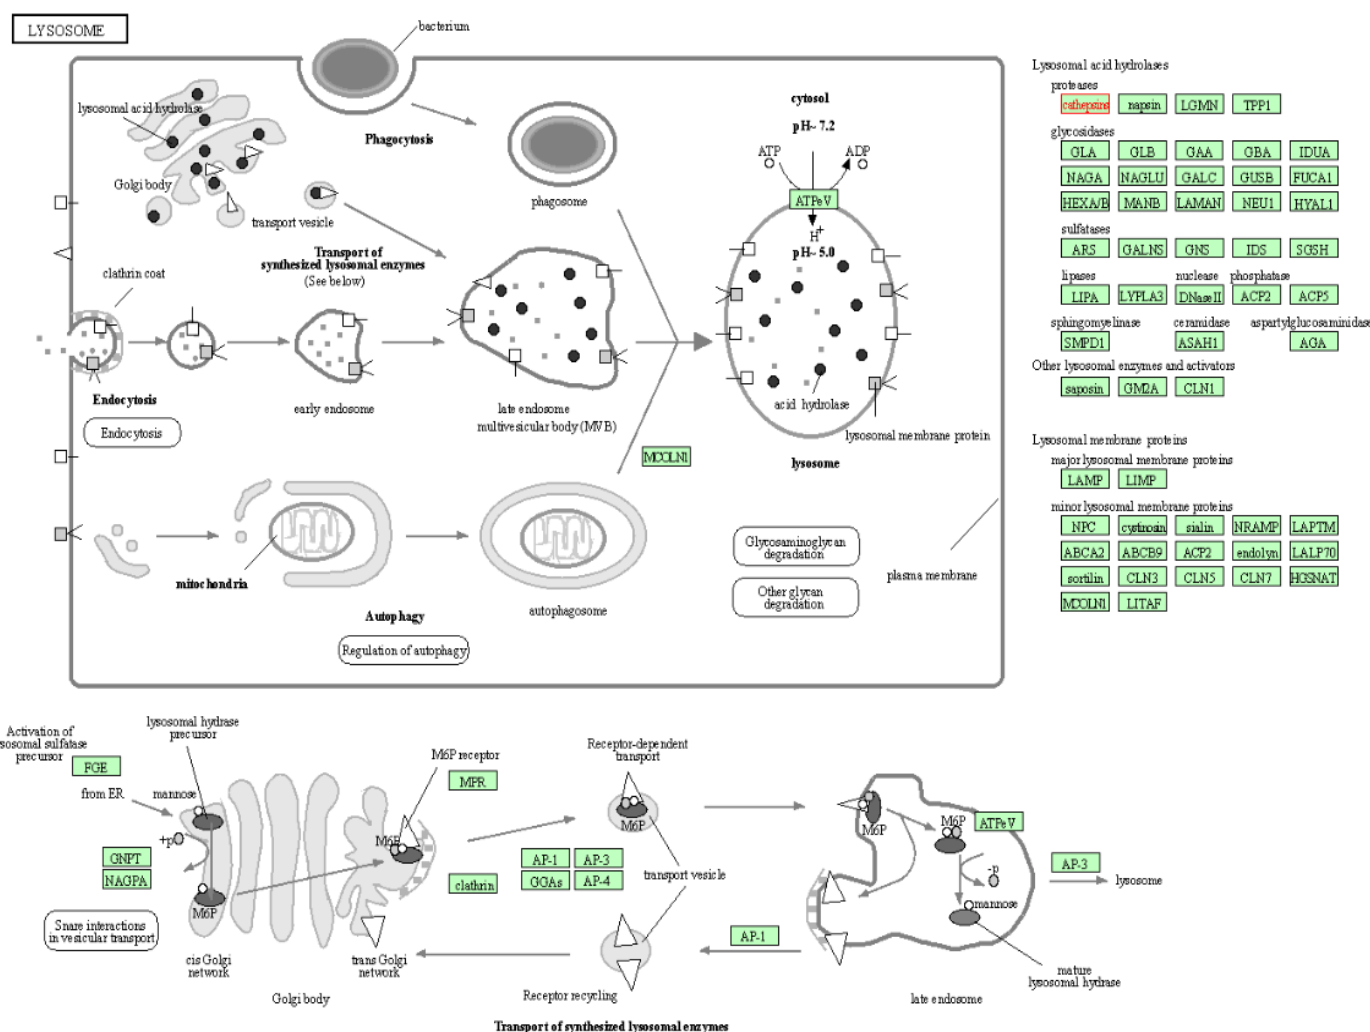 LYSOSOME
bacterium
lysosomal acid hydrolase
Golgi body
transport vesicle
Phagocytosis
phagosome
cytosol
pH~ 7.2
ATP
ADP
ATPeV
H+
pH~ 5.0
Transport of
synthesized lysosomal enzymes
(See below)
clathrin coat
Endocytosis
Endocytosis
early endosome
late endosome
multivesicular body (MVB)
acid hydrolase
lysosomal membrane protein
lysosome
MCOLN1
mitochondria
Autophagy
Regulation of autophagy
autophagosome
Glycosaminoglycan
degradation
Other glycan
degradation
plasma membrane
Lysosomal acid hydrolases
proteases
cathepsins napsin LGMN TPP1
glycosidases
GLA GLB GAA GBA IDUA
NAGA NAGLU GALC GUSB FUCA1
HEXA/B MANB LAMAN NEU1 HYAL1
sulfatases
ARS GALNS GNS IDS SGSH
lipases nuclease phosphatase
LIPA LYPLA3 DNaseII ACP2 ACP5
sphingomyelinase ceramidase aspartylglucosaminidase
SMPD1 ASAH1 AGA
Other lysosomal enzymes and activators
saposin GM2A CLN1
Lysosomal membrane proteins
major lysosomal membrane proteins
LAMP LIMP
minor lysosomal membrane proteins
NPC cystinosin sialin NRAMP LAPTM
ABCA2 ABCB9 ACP2 endolyn LALP70
sortilin CLN3 CLN5 CLN7 HGSNAT
MCOLN1 LITAF
Activation of
sosomal sulfatase
precursor
FGE
from ER
lysosomal hydrase
precursor
mannose
+p
GNPT
NAGPA
M6P
Snare interactions
in vesicular transport
cis Golgi
network
Golgi body
trans Golgi
network
M6P receptor
MPR
M6P
clathrin
AP-1 AP-3
GGAs AP-4
Receptor-dependent
transport
M6P
transport vesicle
Receptor recycling
AP-1
M6P
M6P
ATPeV
-p
mannose
AP-3
lysosome
mature
lysosomal hydrase
late endosome
Transport of synthesized lysosomal enzymes